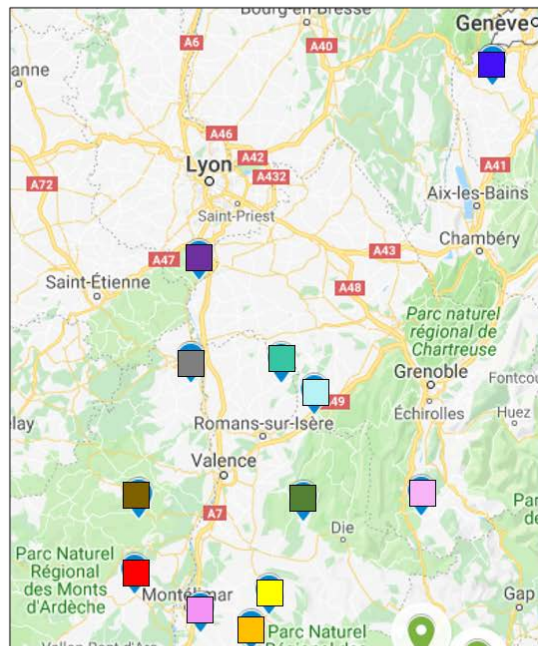 Bourg-en-Bresse
Genève
A6
A40
anne
A46
A42
Lyon
A432
A41
A72
Saint-Priest
Aix-les-Bains
A47
A43
Chambéry
Saint-Étienne
A48
Parc naturel
régional de
Chartreuse
Grenoble
Fontcou
A49
Échirolles
Huez
elay
Romans-sur-Isère
Valence
A7
Die
Parc Naturel
Régional
des Monts
d'Ardèche
Montélimar
Gap
Parc Naturel